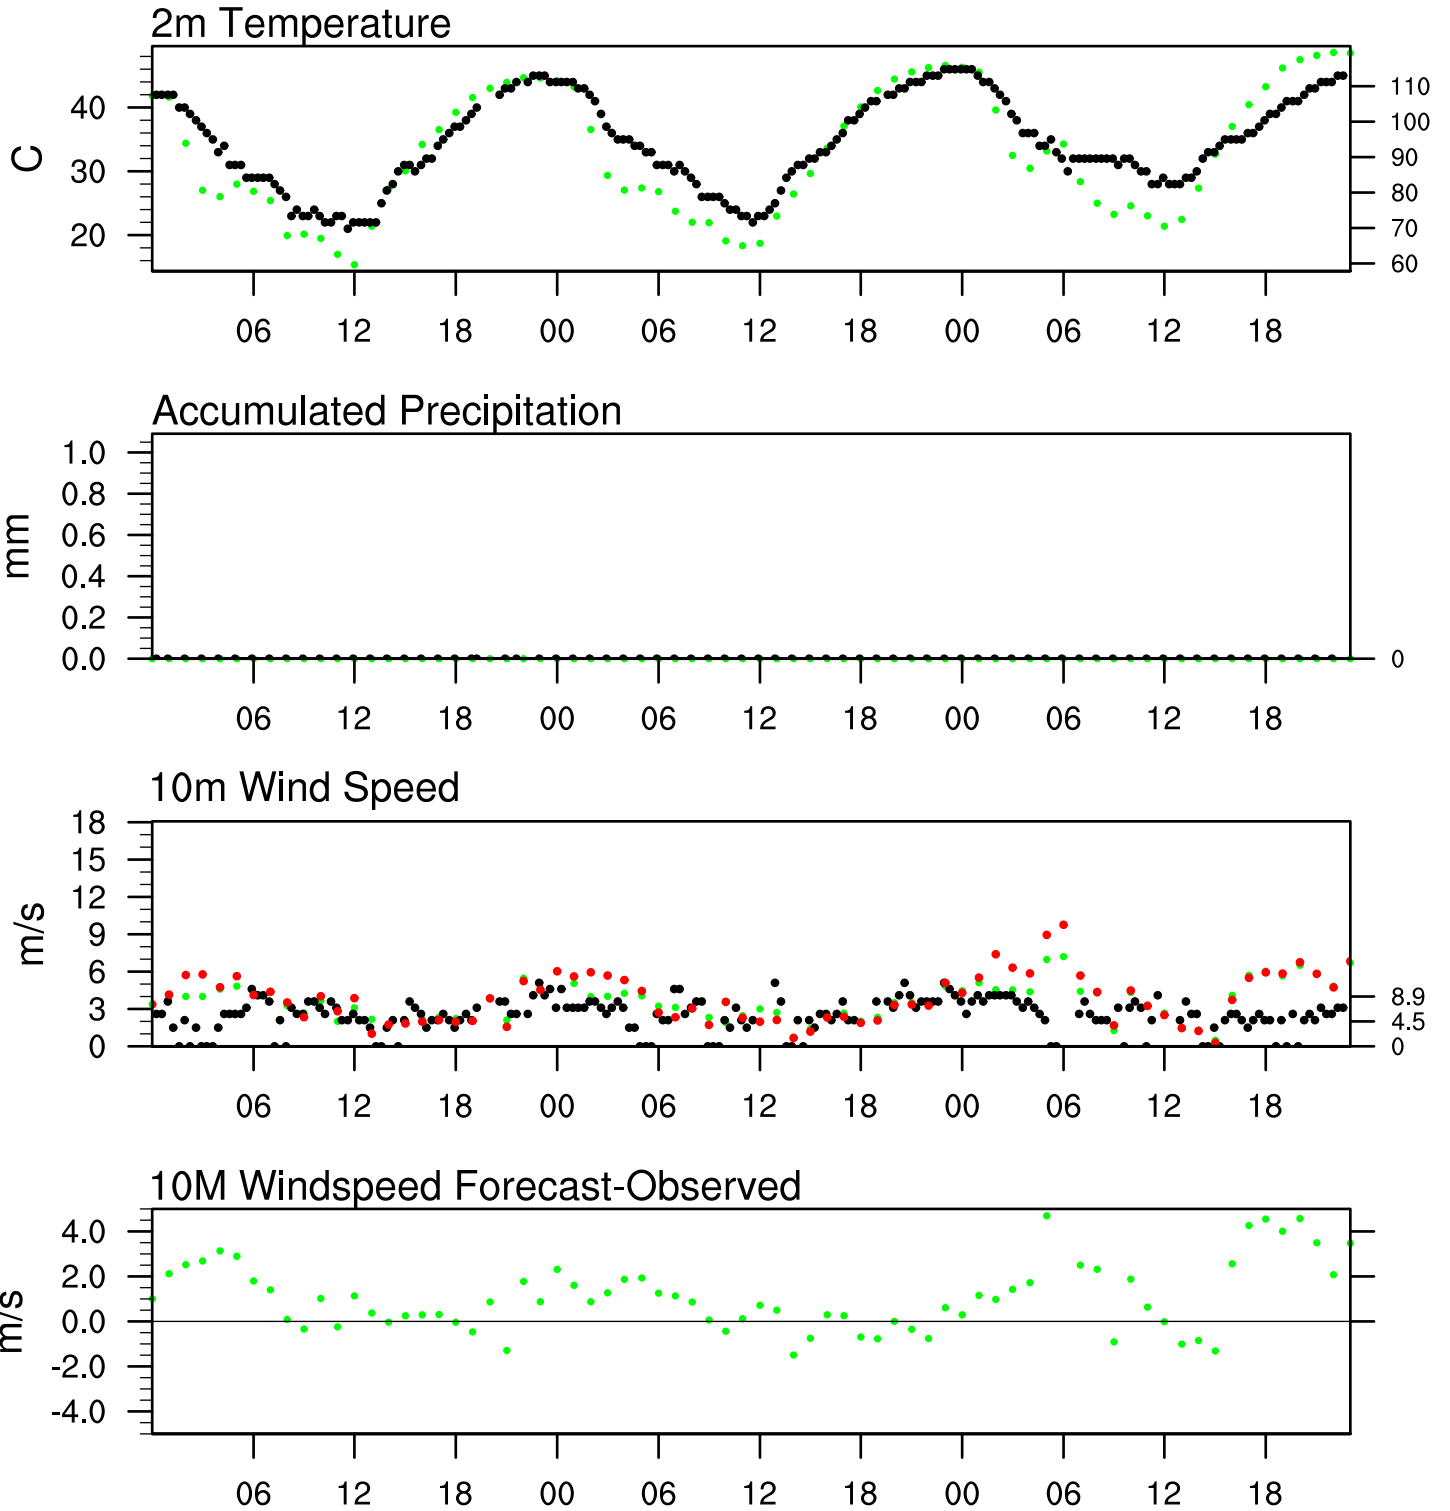 2m Temperature
C
40
30
20
110
100
90
80
70
60
06 12 18 00 06 12 18 00 06 12 18
Accumulated Precipitation
mm
1.0
0.8
0.6
0.4
0.2
0.0
0
06 12 18 00 06 12 18 00 06 12 18
10m Wind Speed
m/s
18
15
12
9
6
3
0
8.9
4.5
0
06 12 18 00 06 12 18 00 06 12 18
10M Windspeed Forecast-Observed
m/s
4.0
2.0
0.0
-2.0
-4.0
06 12 18 00 06 12 18 00 06 12 18